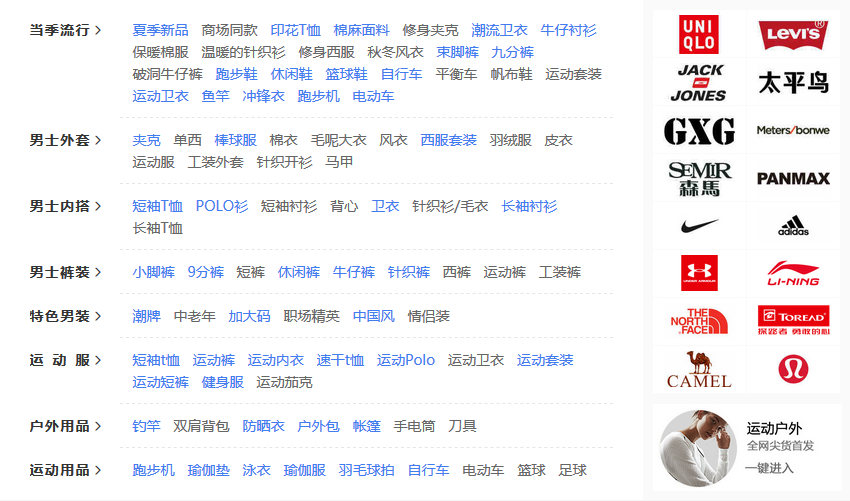 当季流行 > 夏季新品 商场同款 印花T恤 棉麻面料 修身夹克 潮流卫衣 牛仔衬衫
保暖棉服 温暖的针织衫 修身西服 秋冬风衣 束脚裤 九分裤
破洞牛仔裤 跑步鞋 休闲鞋 篮球鞋 自行车 平衡车 帆布鞋 运动套装
运动卫衣 鱼竿 冲锋衣 跑步机 电动车
男士外套 > 夹克 单西 棒球服 棉衣 毛呢大衣 风衣 西服套装 羽绒服 皮衣
运动服 工装外套 针织开衫 马甲
男士内搭 > 短袖T恤 POLO衫 短袖衬衫 背心 卫衣 针织衫/毛衣 长袖衬衫
长袖T恤
男士裤装 > 小脚裤 9分裤 短裤 休闲裤 牛仔裤 针织裤 西裤 运动裤 工装裤
特色男装 > 潮牌 中老年 加大码 职场精英 中国风 情侣装
运 动 服 > 短袖t恤 运动裤 运动内衣 速干t恤 运动Polo 运动卫衣 运动套装
运动短裤 健身服 运动茄克
户外用品 > 钓竿 双肩背包 防晒衣 户外包 帐篷 手电筒 刀具
运动用品 > 跑步机 瑜伽垫 泳衣 瑜伽服 羽毛球拍 自行车 电动车 篮球 足球
UNI
QLO
LEVI'S®
JACK
JONES
太平鸟
GXG
Meters/bonwe
SEMIR
森馬
PANMAX
adidas
UNDER ARMOUR
LI-NING
THE
NORTH
FACE
TOREAD®
探路者 勇敢的心
CAMEL
运动户外
全网尖货首发
一键进入